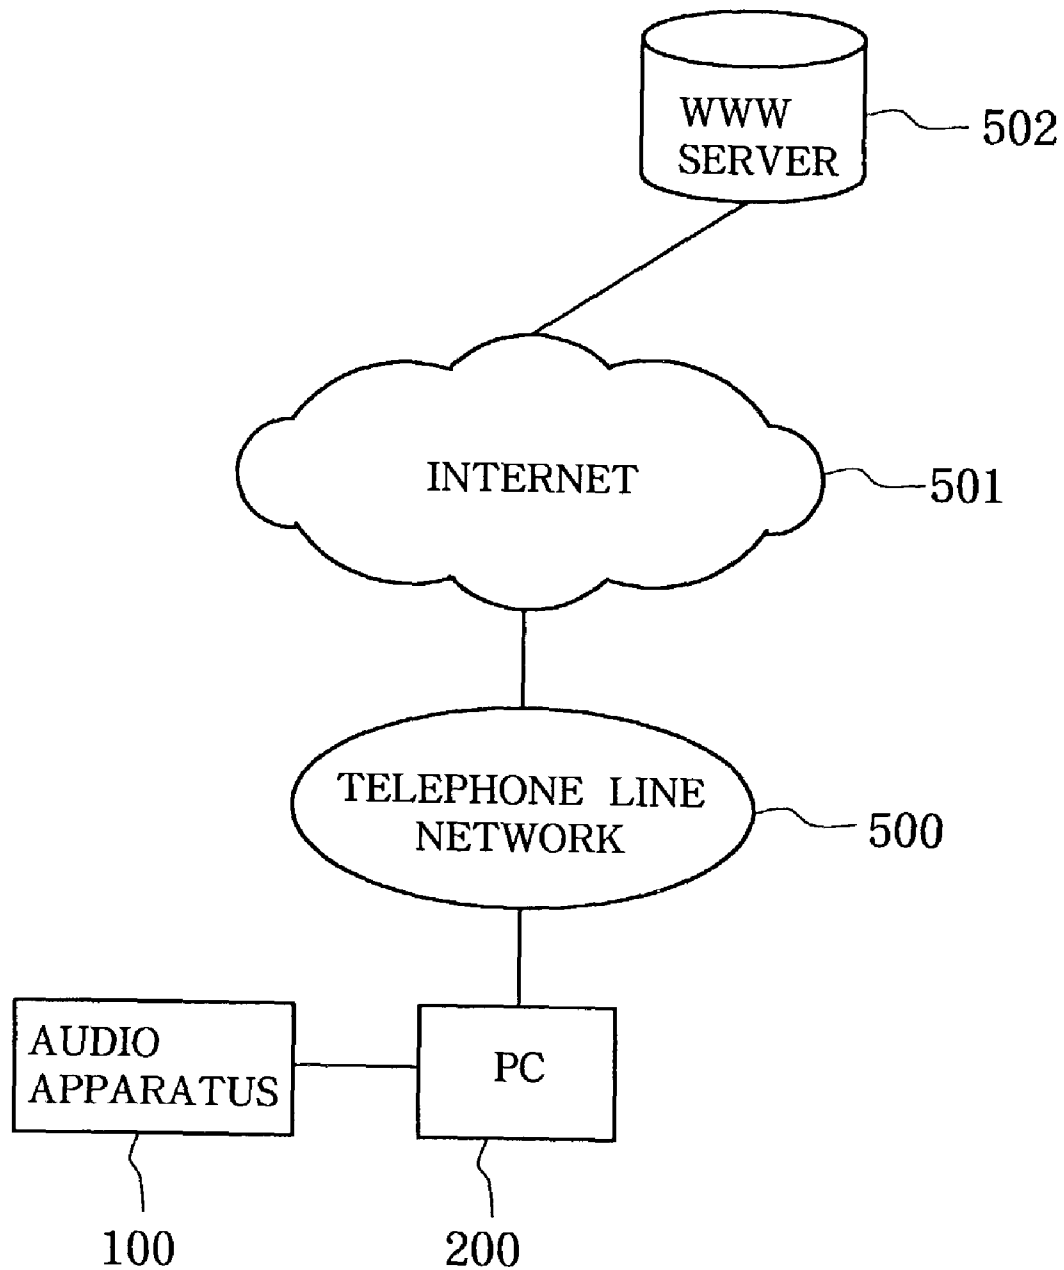 WWW
SERVER
502
INTERNET
501
TELEPHONE LINE
NETWORK
500
AUDIO
APPARATUS
PC
100
200